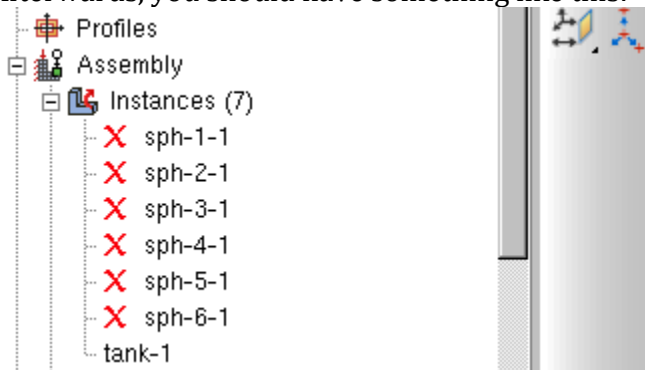 you should have something like this:
Profiles
Assembly
Instances (7)
sph-1-1
sph-2-1
sph-3-1
sph-4-1
sph-5-1
sph-6-1
tank-1